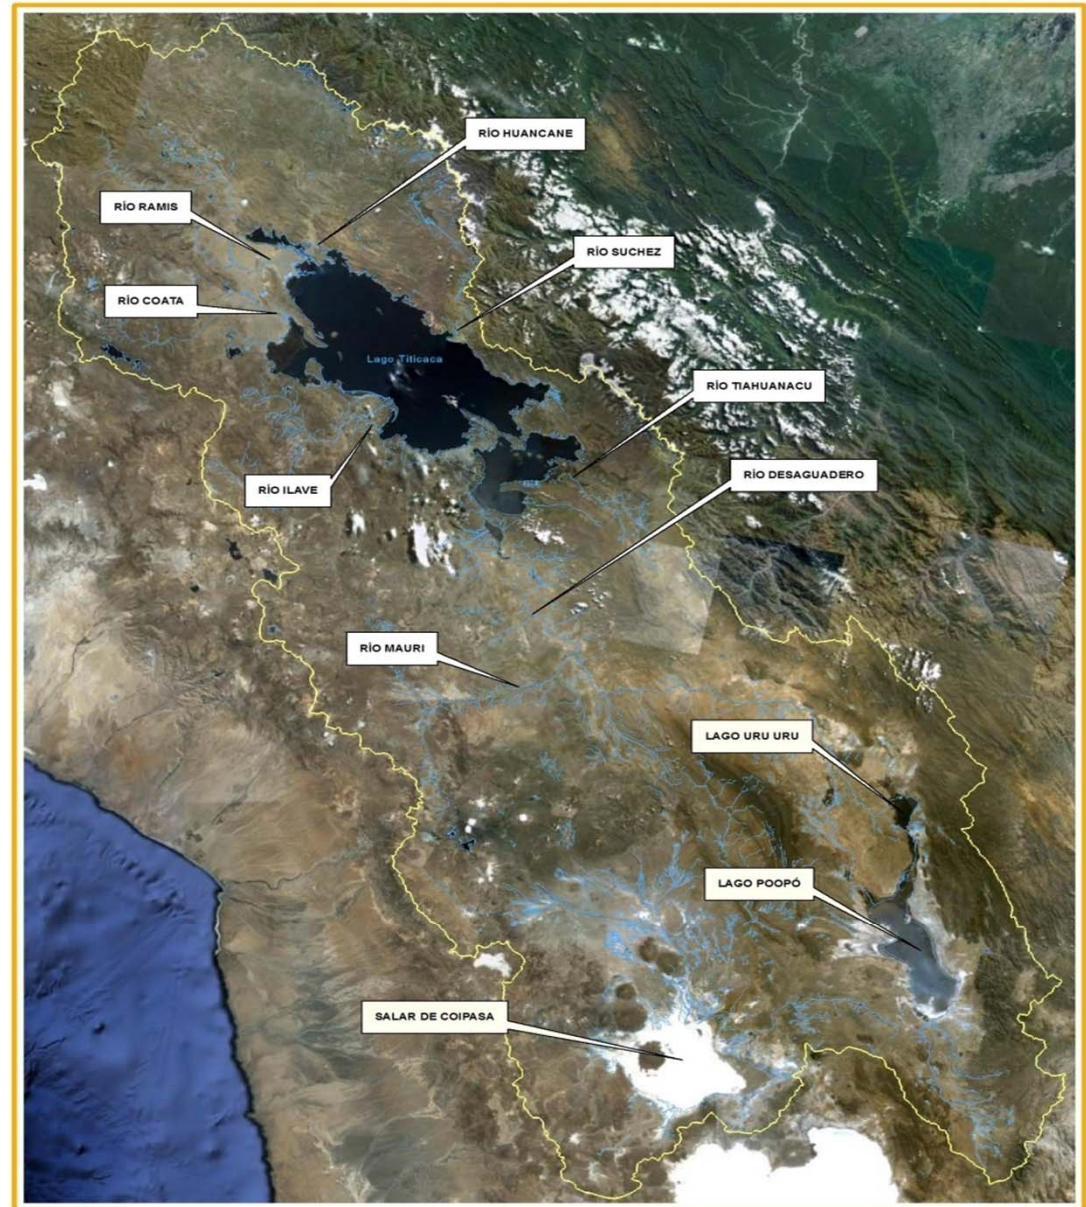 RÍO HUANCANE
RÍO RAMIS
RÍO SUCHEZ
RÍO COATA
Lago Titicaca
RÍO TIAHUANACU
RÍO DESAGUADERO
RÍO ILAVE
RÍO MAURI
LAGO URU URU
LAGO POOPÓ
SALAR DE COIPASA